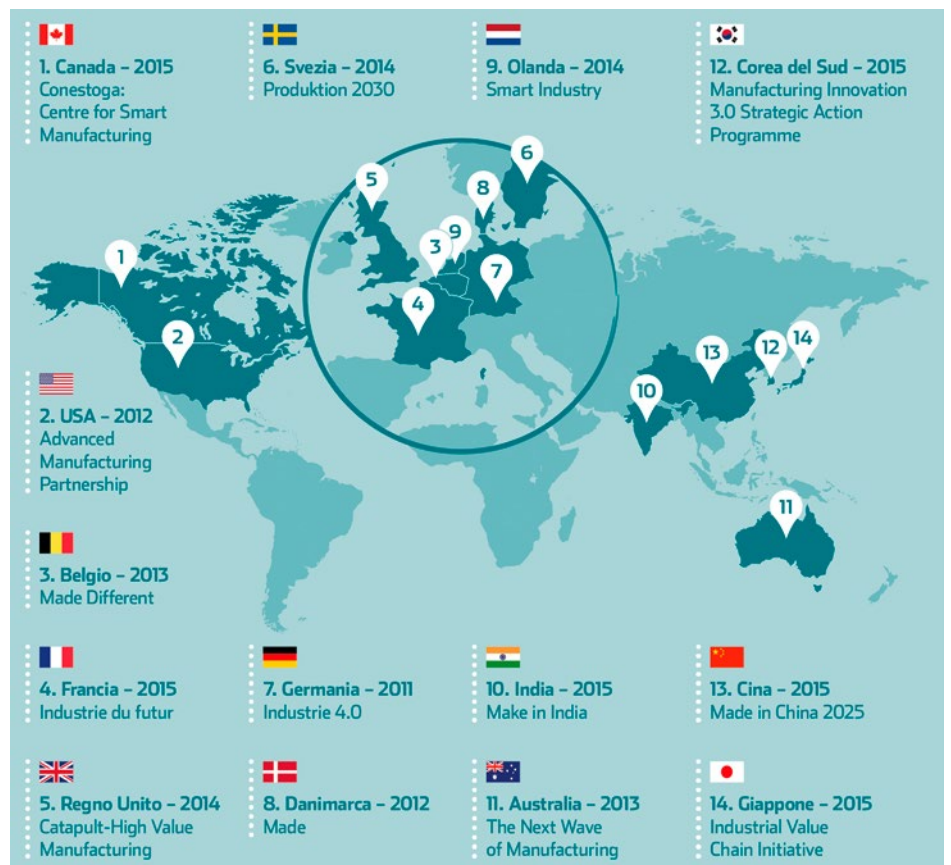 1. Canada – 2015
Conestoga:
Centre for Smart
Manufacturing
6. Svezia – 2014
Produktion 2030
9. Olanda – 2014
Smart Industry
12. Corea del Sud – 2015
Manufacturing Innovation
3.0 Strategic Action
Programme
6
5
8
9
3
1
7
4
2
13
12
14
10
11
2. USA – 2012
Advanced
Manufacturing
Partnership
3. Belgio – 2013
Made Different
4. Francia – 2015
Industrie du futur
7. Germania – 2011
Industrie 4.0
10. India – 2015
Make in India
13. Cina – 2015
Made in China 2025
5. Regno Unito – 2014
Catapult-High Value
Manufacturing
8. Danimarca – 2012
Made
11. Australia – 2013
The Next Wave
of Manufacturing
14. Giappone – 2015
Industrial Value
Chain Initiative